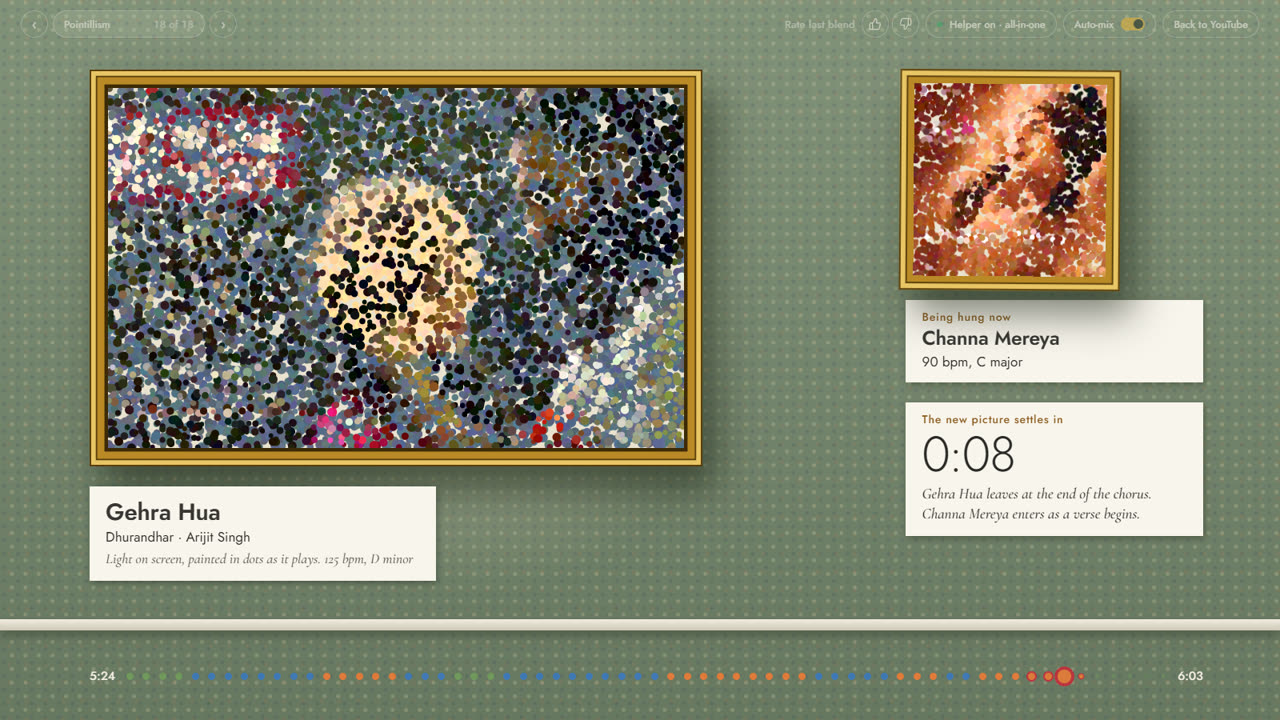 Pointillism 18 of 18
Rate last blend
Helper on · all-in-one
Auto-mix
Back to YouTube
Being hung now
Channa Mereya
90 bpm, C major
The new picture settles in
0:08
Gehra Hua leaves at the end of the chorus.
Channa Mereya enters as a verse begins.
Gehra Hua
Dhurandhar · Arijit Singh
Light on screen, painted in dots as it plays. 125 bpm, D minor
5:24
6:03